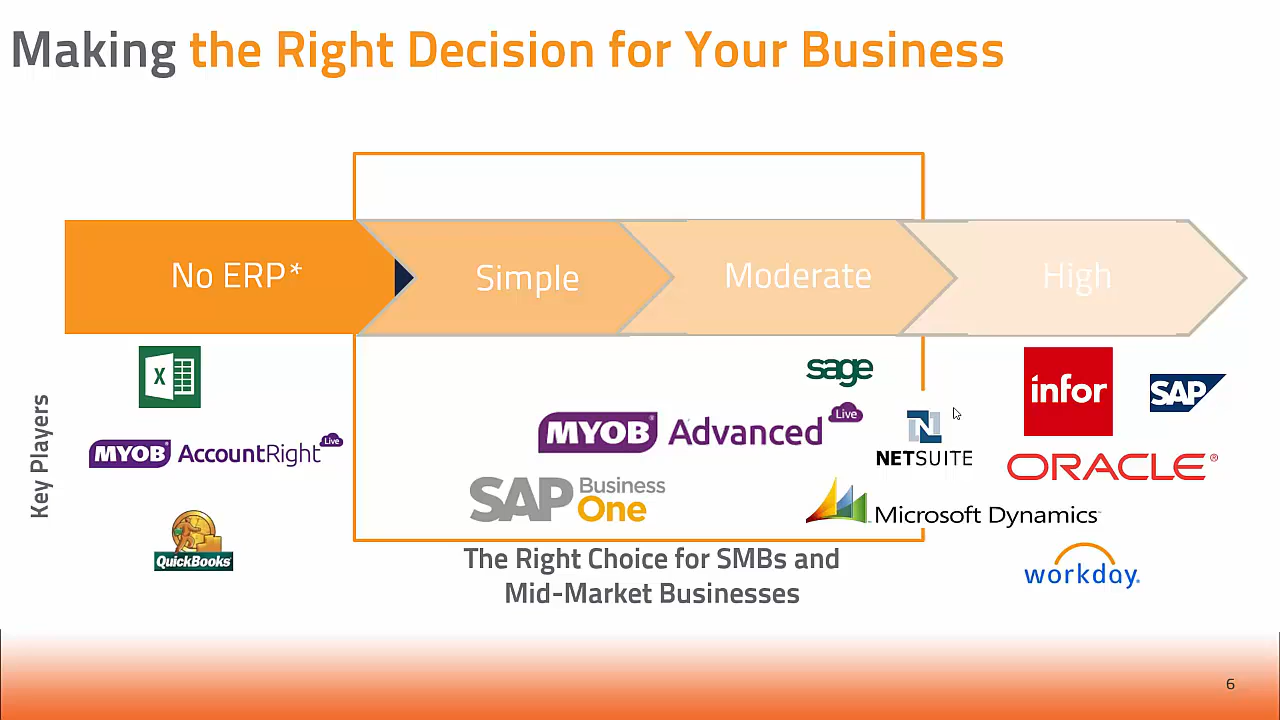 Making the Right Decision for Your Business
No ERP*
Simple
Moderate
High
Key Players
X
MYOB AccountRight Live
QuickBooks
sage
MYOB Advanced Live
SAP Business One
N
NETSUITE
Microsoft Dynamics
infor
SAP
ORACLE®
workday.
The Right Choice for SMBs and
Mid-Market Businesses
6